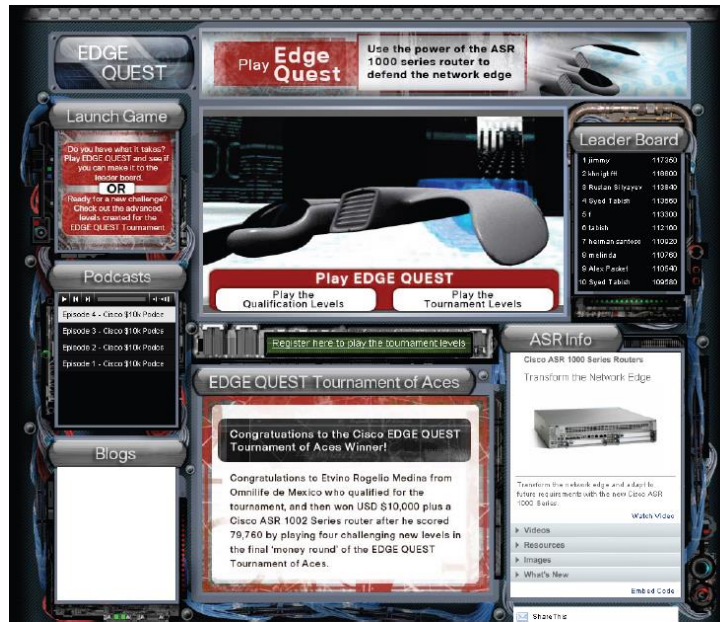 EDGE
QUEST
Play Edge
Quest
Use the power of the ASR
1000 series router to
defend the network edge
Launch Game
Do you have what it takes?
Play EDGE QUEST and see if
you can make it to the
leader board.
OR
Ready for a new challenge?
Check out the advanced
levels created for the
EDGE QUEST Tournament
Play EDGE QUEST
Play the
Qualification Levels
Play the
Tournament Levels
Leader Board
1 jimmy 117350
3 Ruslan
4 Syed Tabish
5 f 113300
6 tabish 112100
7 herman santose
8 melinda 110760
9 Alex Packet 110540
10 Syed Tabish 109580
Podcasts
Episode 4 - Cisco $10k Podca
Episode 3 - Cisco $10k Podca
Episode 2 - Cisco $10k Podca
Episode 1 - Cisco $10k Podca
Register here to play the tournament levels
EDGE QUEST Tournament of Aces
Congratuations to the Cisco EDGE QUEST
Tournament of Aces Winner!
Congratulations to Etvino Rogelio Medina from
Omnilife de Mexico who qualified for the
tournament, and then won USD $10,000 plus a
Cisco ASR 1002 Series router after he scored
79,760 by playing four challenging new levels in
the final 'money round' of the EDGE QUEST
Tournament of Aces.
Blogs
ASR Info
Cisco ASR 1000 Series Routers
Transform the Network Edge
Transform the network edge and adapt to
future requirements with the new Cisco ASR
1000 Series.
Watch Video
Videos
Resources
Images
What's New
Embed Code
Share This